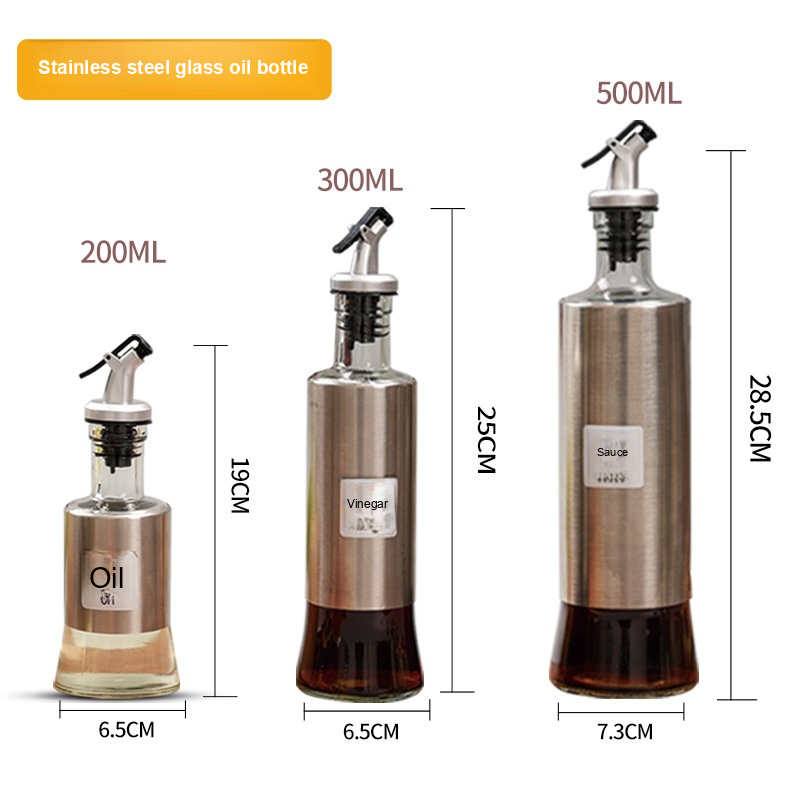 Stainless steel glass oil bottle
500ML
300ML
200ML
28.5CM
25CM
19CM
Sauce
Vinegar
Oil
6.5CM
6.5CM
7.3CM